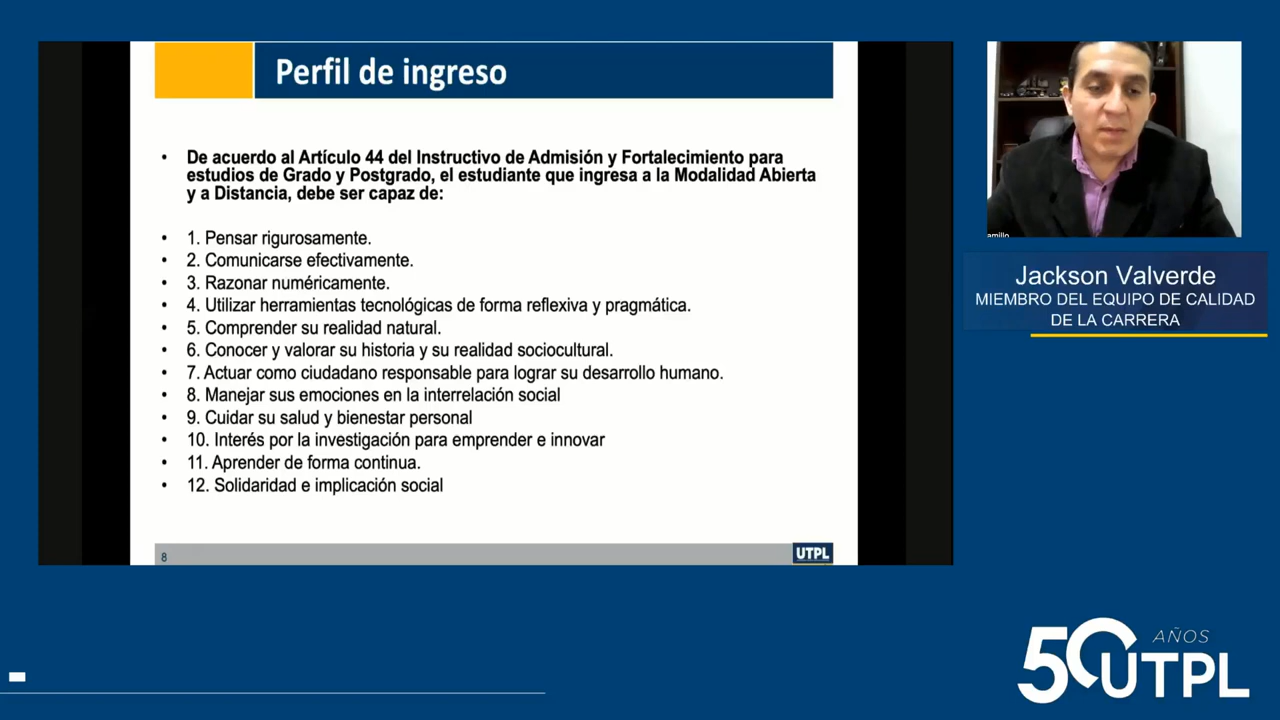 Perfil de ingreso
• De acuerdo al Artículo 44 del Instructivo de Admisión y Fortalecimiento para
estudios de Grado y Postgrado, el estudiante que ingresa a la Modalidad Abierta
y a Distancia, debe ser capaz de:
• 1. Pensar rigurosamente.
• 2. Comunicarse efectivamente.
• 3. Razonar numéricamente.
• 4. Utilizar herramientas tecnológicas de forma reflexiva y pragmática.
• 5. Comprender su realidad natural.
• 6. Conocer y valorar su historia y su realidad sociocultural.
• 7. Actuar como ciudadano responsable para lograr su desarrollo humano.
• 8. Manejar sus emociones en la interrelación social
• 9. Cuidar su salud y bienestar personal
• 10. Interés por la investigación para emprender e innovar
• 11. Aprender de forma continua.
• 12. Solidaridad e implicación social
8
UTPL
amillo
Jackson Valverde
MIEMBRO DEL EQUIPO DE CALIDAD
DE LA CARRERA
50 AÑOS
UTPL